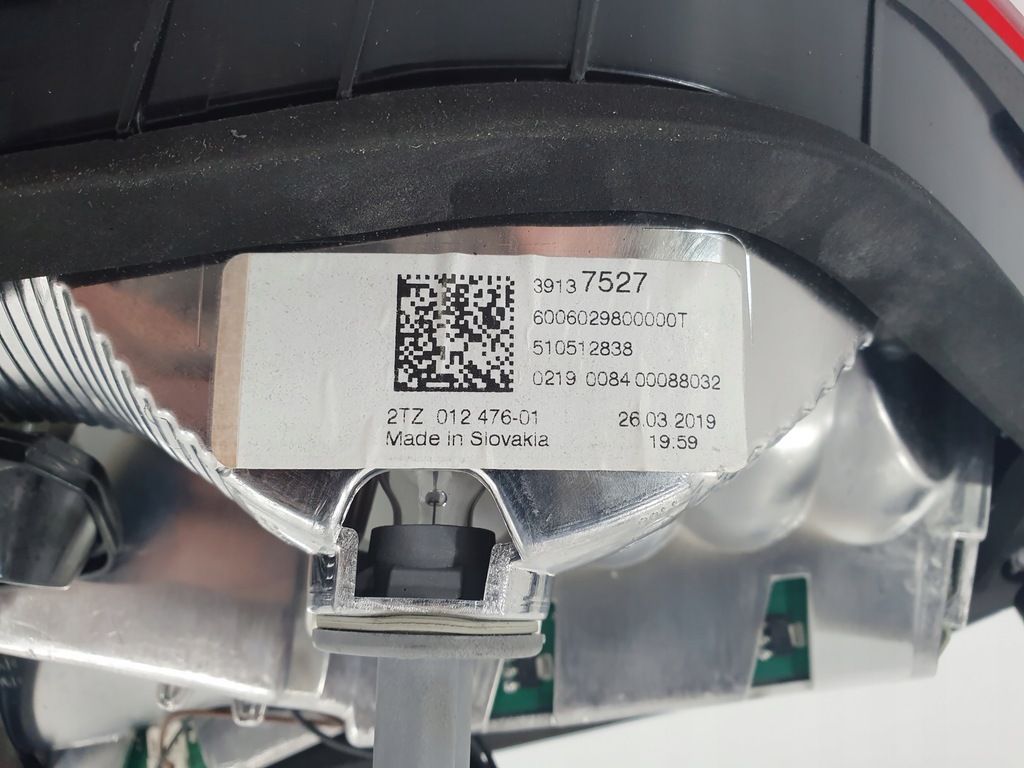 3913 7527
6006029800000T
510512838
0219 0084 00088032
2TZ 012 476-01 26.03.2019
Made in Slovakia 19:59